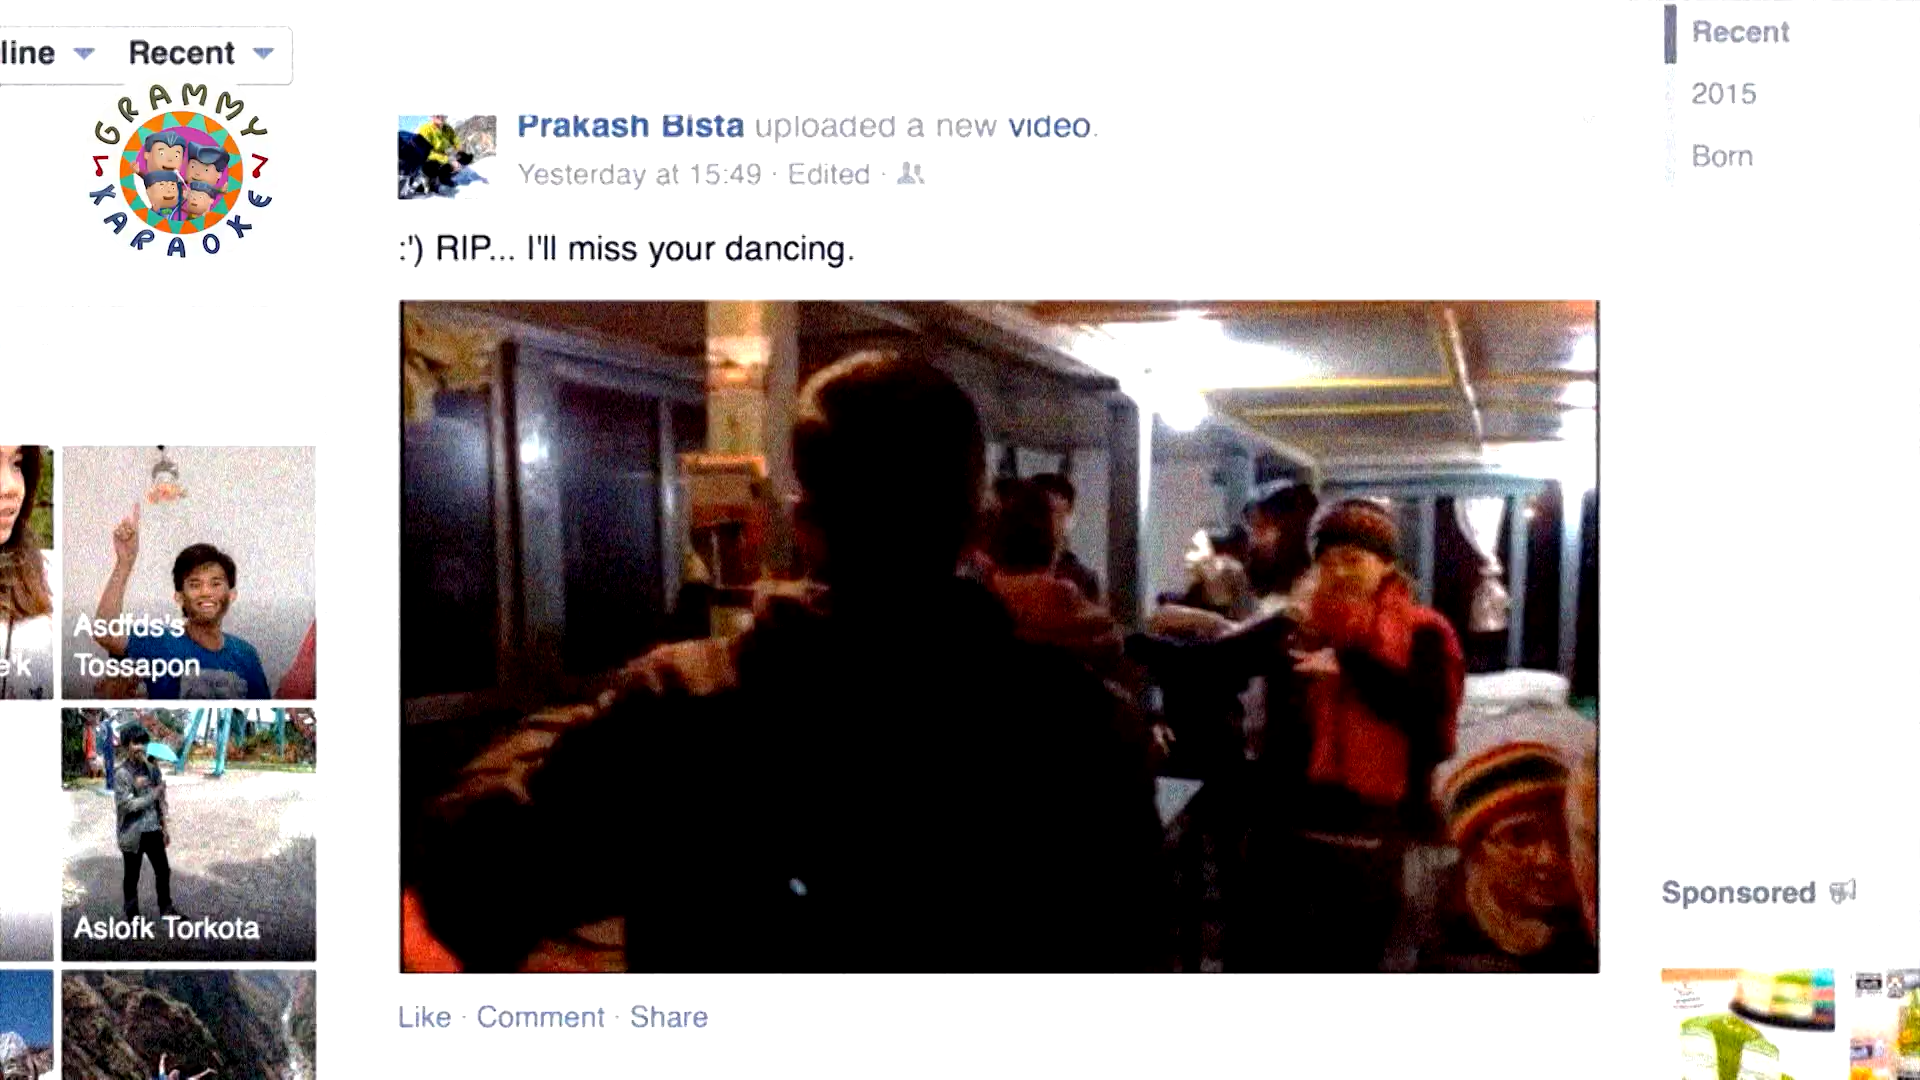 line Recent
GRAMMY
KARAOKE
Prakash Bista uploaded a new video.
Yesterday at 15:49 · Edited ·
:') RIP... I'll miss your dancing.
Asdfds's
Tossapon
e'k
Aslofk Torkota
Like · Comment · Share
Recent
2015
Born
Sponsored